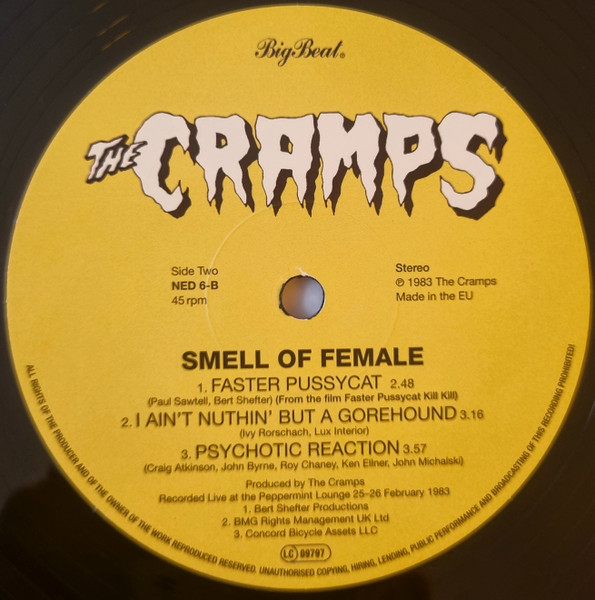 Big Beat®
THE CRAMPS
Side Two
NED 6-B
45 rpm
Stereo
℗ 1983 The Cramps
Made in the EU
SMELL OF FEMALE
1. FASTER PUSSYCAT 2.48
(Paul Sawtell, Bert Shefter) (From the film Faster Pussycat Kill Kill)
2. I AIN'T NUTHIN' BUT A GOREHOUND 3.16
(Ivy Rorschach, Lux Interior)
3. PSYCHOTIC REACTION 3.57
(Craig Atkinson, John Byrne, Roy Chaney, Ken Ellner, John Michalski)
Produced by The Cramps
Recorded Live at the Peppermint Lounge 25-26 February 1983
1. Bert Shefter Productions
2. BMG Rights Management UK Ltd
3. Concord Bicycle Assets LLC
LC 09797
ALL RIGHTS OF THE PRODUCER AND OF THE OWNER OF THE WORK REPRODUCED RESERVED. UNAUTHORISED COPYING, HIRING, LENDING, PUBLIC PERFORMANCE AND BROADCASTING OF THIS RECORDING PROHIBITED!